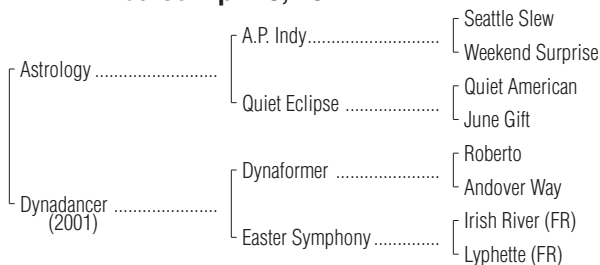 Seattle Slew
A.P. Indy
Weekend Surprise
Astrology
Quiet American
Quiet Eclipse
June Gift
Roberto
Dynaformer
Andover Way
Dynadancer
(2001)
Irish River (FR)
Easter Symphony
Lyphette (FR)